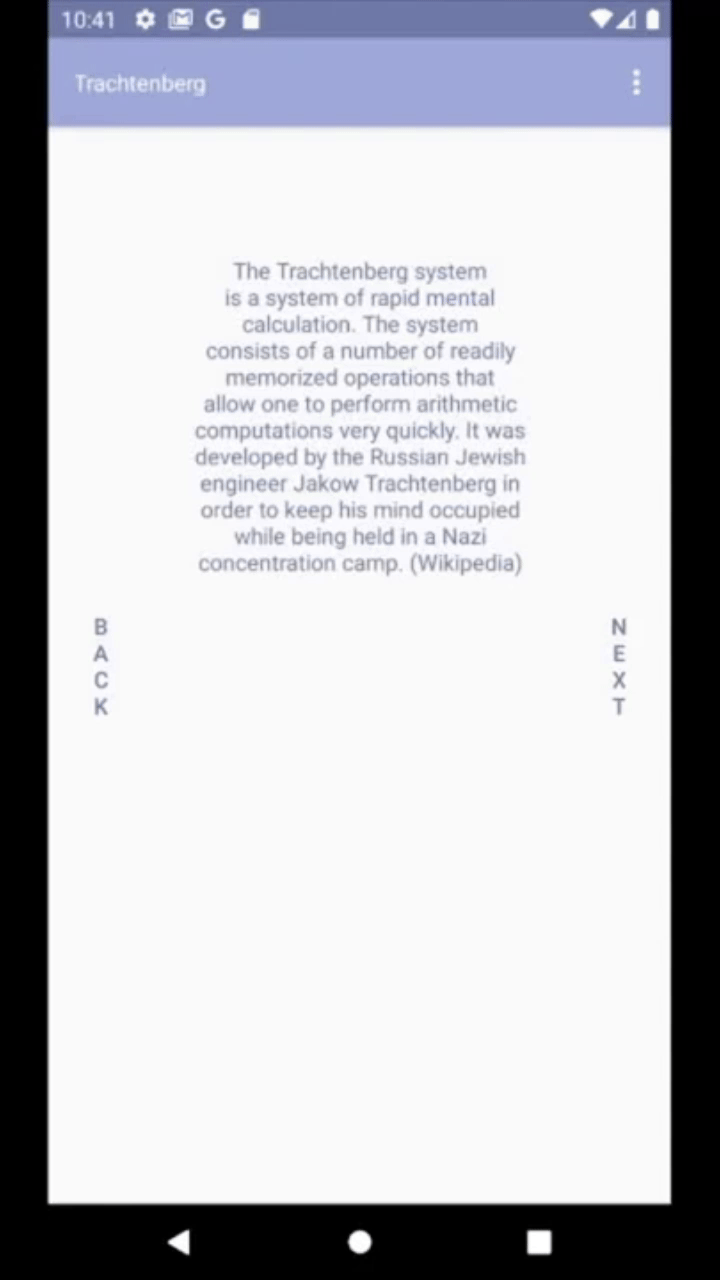 10:41
Trachtenberg
The Trachtenberg system
is a system of rapid mental
calculation. The system
consists of a number of readily
memorized operations that
allow one to perform arithmetic
computations very quickly. It was
developed by the Russian Jewish
engineer Jakow Trachtenberg in
order to keep his mind occupied
while being held in a Nazi
concentration camp. (Wikipedia)
BACK
NEXT